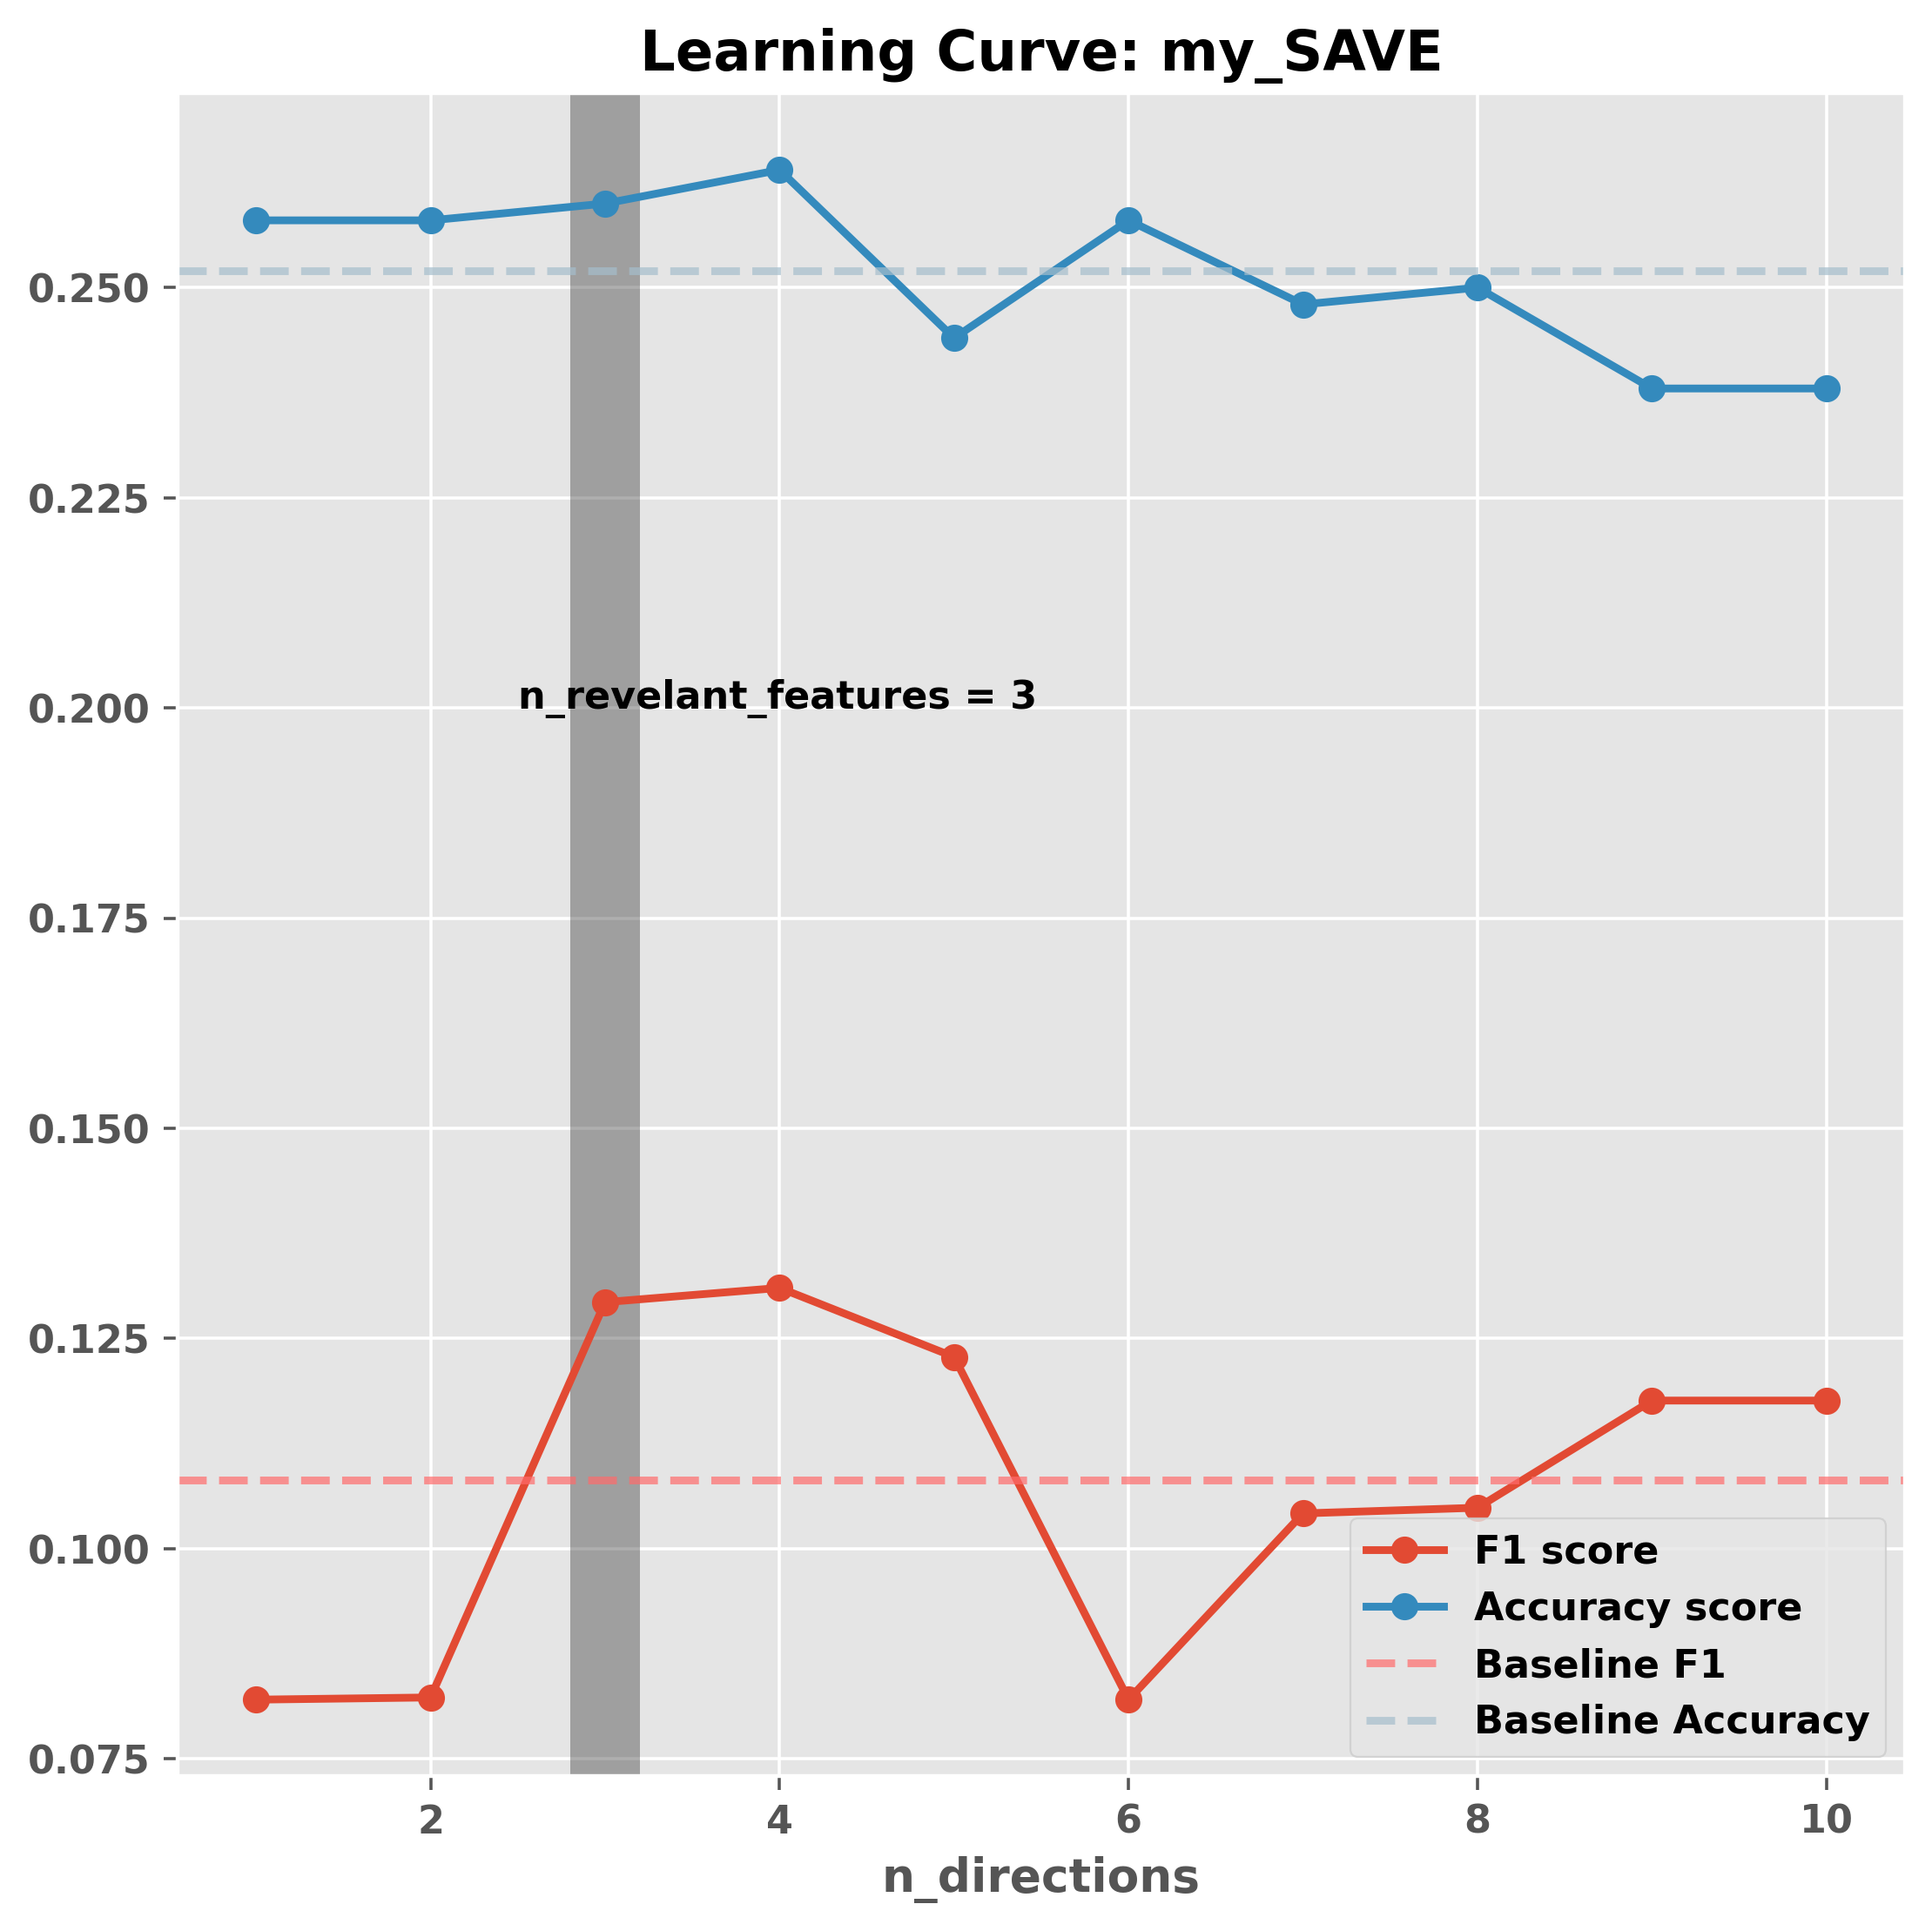 Learning Curve: my_SAVE
0.250
0.225
0.200
0.175
0.150
0.125
0.100
0.075
n_revelant_features = 3
F1 score
Accuracy score
Baseline F1
Baseline Accuracy
2 4 6 8 10
n_directions